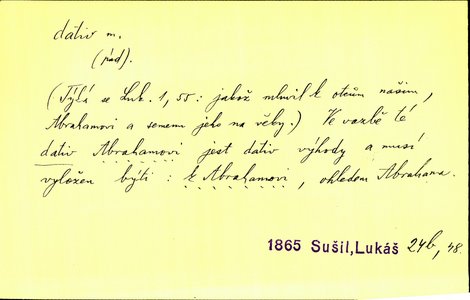 dativ m.
(pád).
(Týká se Luk. 1, 55: jakož mluvil k otcům našim,
Abrahamovi a semeni jeho na věky.) Ve vazbě té
dativ Abrahamovi jest dativ výhody a musí
vyložen býti: k Abrahamovi, ohledem Abrahama.
1865 Sušil, Lukáš 24b, 48.